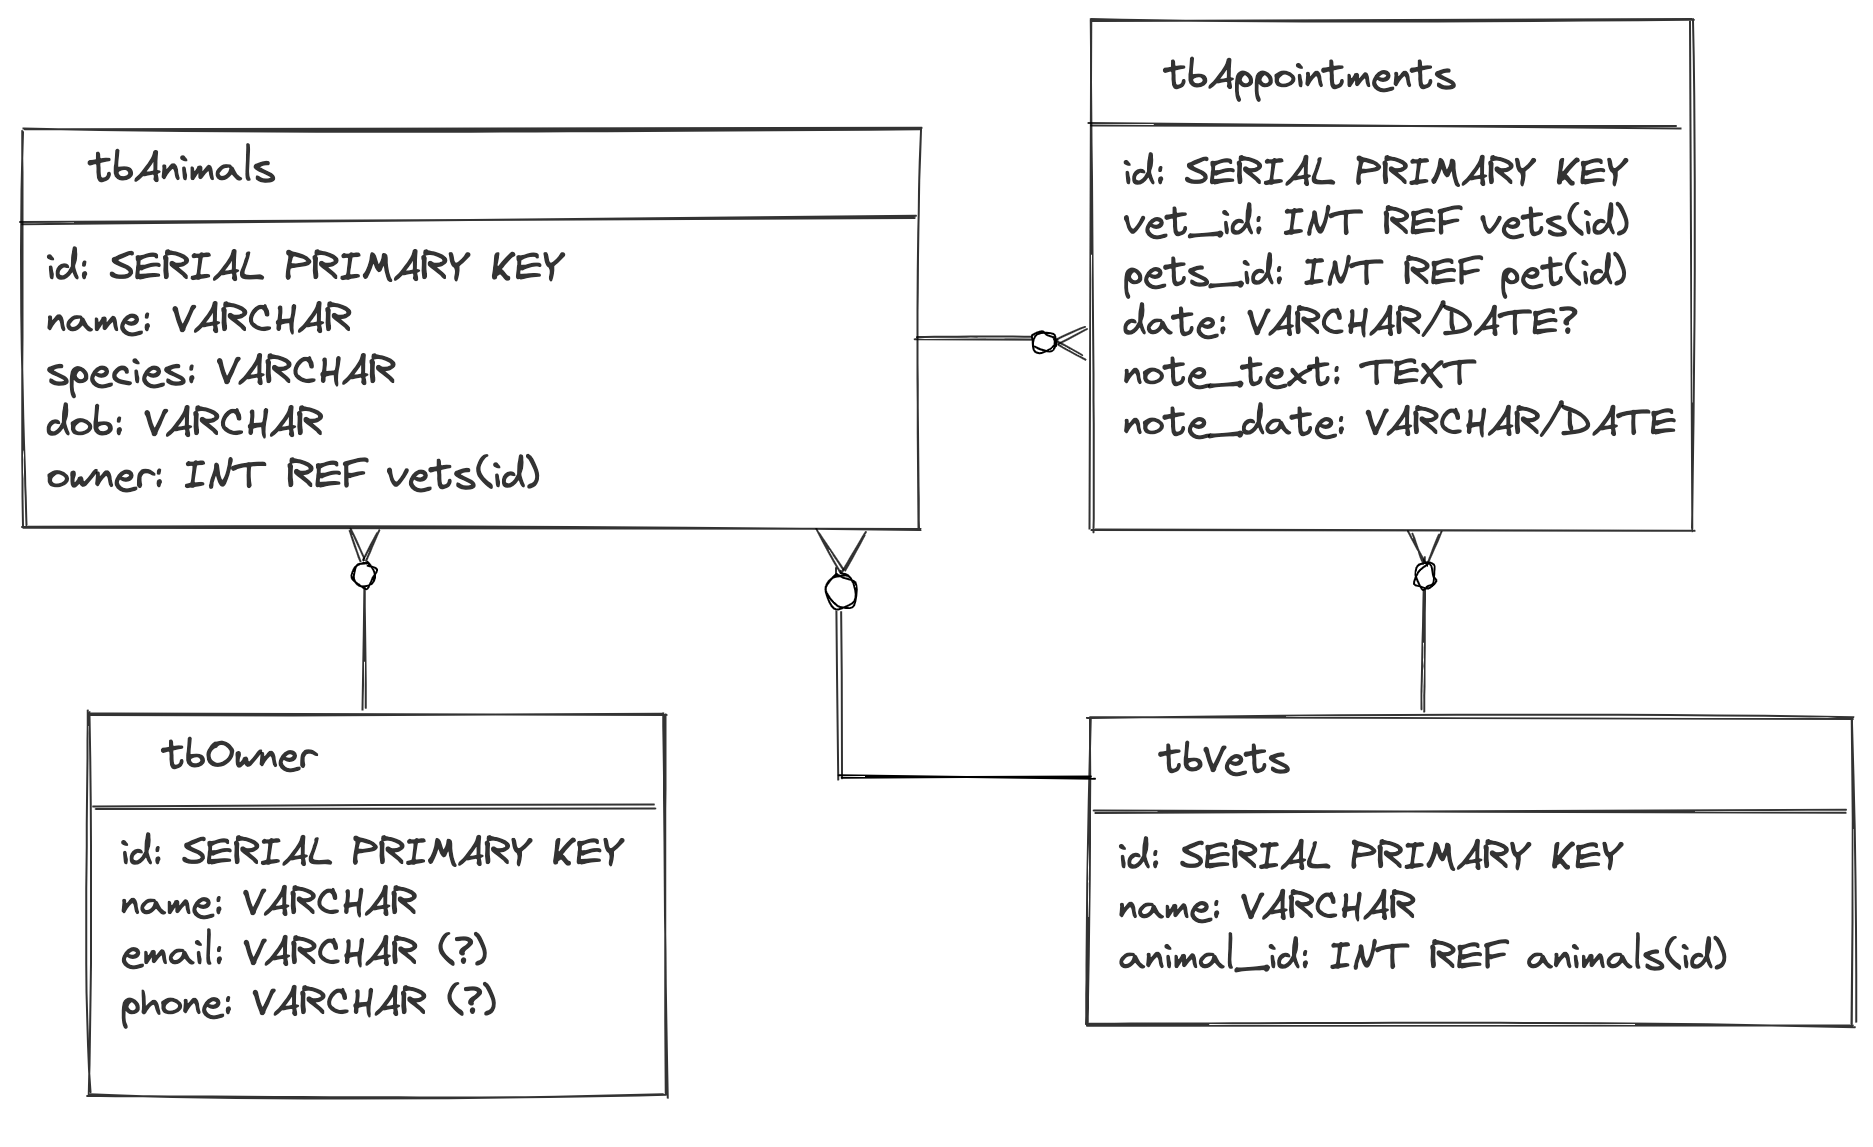 tbAnimals
id: SERIAL PRIMARY KEY
name: VARCHAR
species: VARCHAR
dob: VARCHAR
owner: INT REF vets(id)
tbAppointments
id: SERIAL PRIMARY KEY
vet_id: INT REF vets(id)
pets_id: INT REF pet(id)
date: VARCHAR/DATE?
note_text: TEXT
note_date: VARCHAR/DATE
tbOwner
id: SERIAL PRIMARY KEY
name: VARCHAR
email: VARCHAR (?)
phone: VARCHAR (?)
tbVets
id: SERIAL PRIMARY KEY
name: VARCHAR
animal_id: INT REF animals(id)